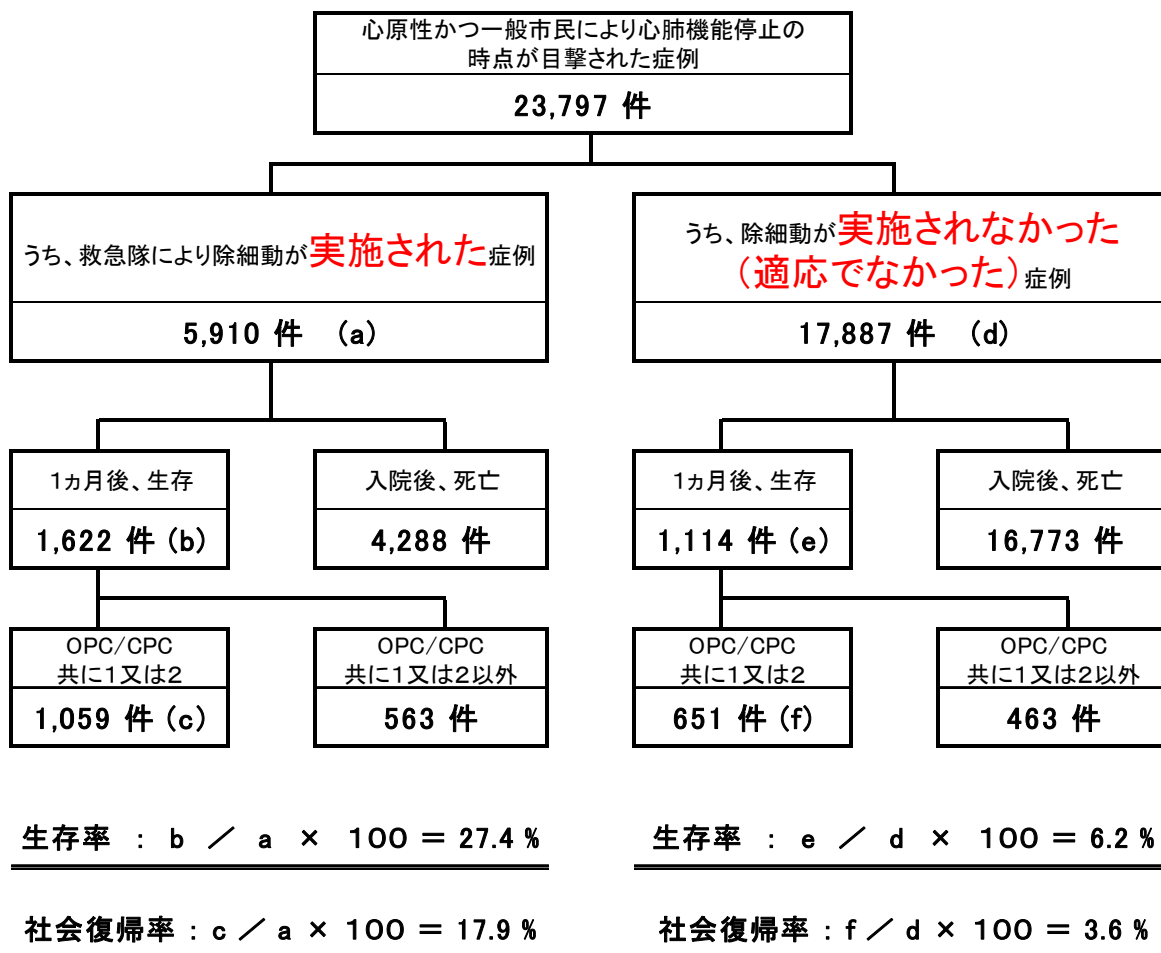 心原性かつ一般市民により心肺機能停止の
時点が目撃された症例
23,797 件
うち、救急隊により除細動が実施された症例
5,910 件 (a)
うち、除細動が実施されなかった
(適応でなかった)症例
17,887 件 (d)
1ヵ月後、生存
1,622 件 (b)
入院後、死亡
4,288 件
1ヵ月後、生存
1,114 件 (e)
入院後、死亡
16,773 件
OPC/CPC
共に1又は2
1,059 件 (c)
OPC/CPC
共に1又は2以外
563 件
OPC/CPC
共に1又は2
651 件 (f)
OPC/CPC
共に1又は2以外
463 件
生存率 : b / a × 100 = 27.4 %
生存率 : e / d × 100 = 6.2 %
社会復帰率 : c / a × 100 = 17.9 %
社会復帰率 : f / d × 100 = 3.6 %